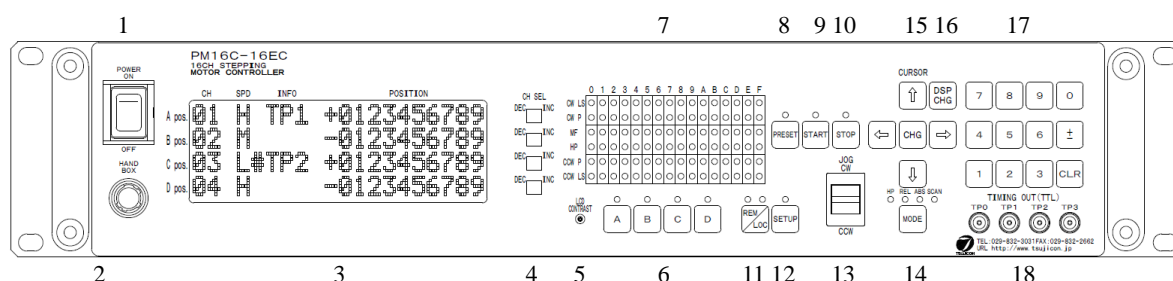 1 7 8 9 10 15 16 17
PM16C-16EC
16CH STEPPING
MOTOR CONTROLLER
POWER
ON
OFF
HAND
BOX
CH SPD INFO POSITION
A pos. 01 H TP1 +0123456789
B pos. 02 M -0123456789
C pos. 03 L#TP2 +0123456789
D pos. 04 H -0123456789
CH SEL
DEC INC
DEC INC
DEC INC
DEC INC
LCD
CONTRAST
0 1 2 3 4 5 6 7 8 9 A B C D E F
CW LS
CW P
MF
HP
CCW P
CCW LS
A B C D
REM/LOC
SETUP
PRESET START STOP
JOG
CW
CCW
CURSOR
⇧ DSP CHG
⇦ CHG ⇨
⇩
HP REL ABS SCAN
MODE
7 8 9 0
4 5 6 ±
1 2 3 CLR
TIMING OUT(TTL)
TP0 TP1 TP2 TP3
TSUJICON
TEL:029-832-3031 FAX:029-832-2662
URL http://www.tsujicon.jp
2 3 4 5 6 11 12 13 14 18